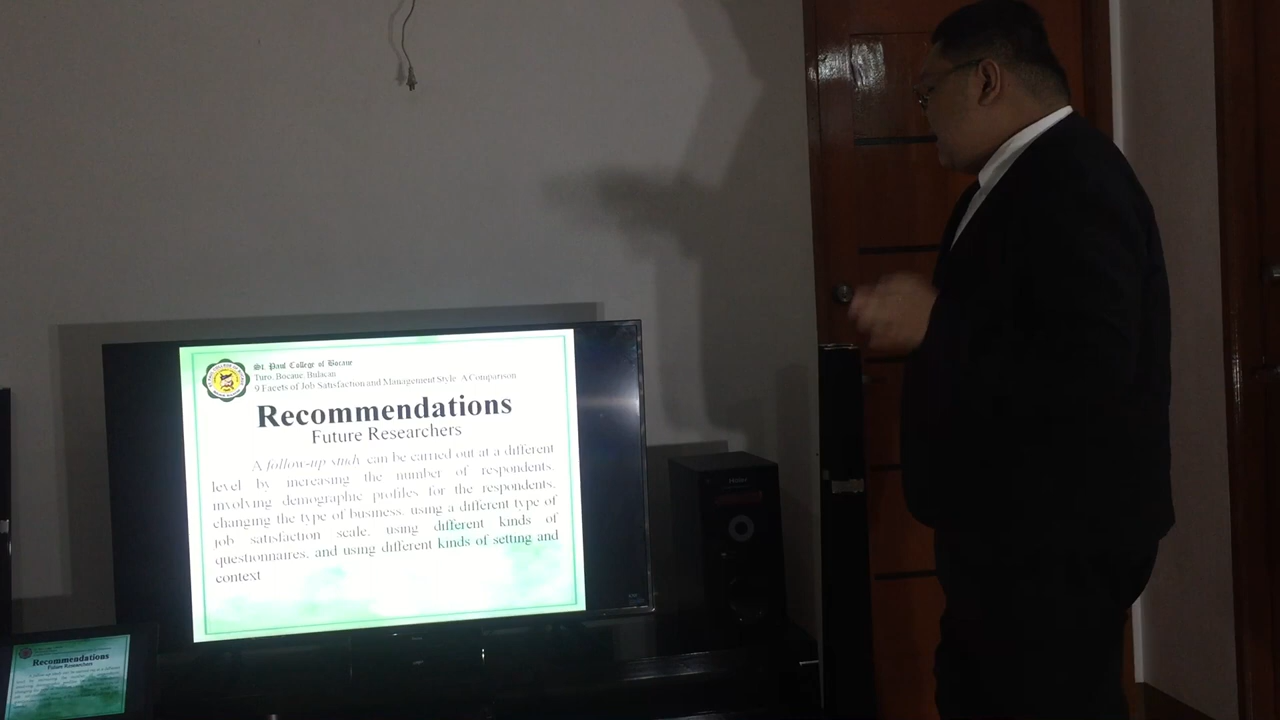 St. Paul College of Bocaue
Turo, Bocaue, Bulacan
9 Facets of Job Satisfaction and Management Style: A Comparison
Recommendations
Future Researchers
A follow-up study can be carried out at a different
level by increasing the number of respondents,
involving demographic profiles for the respondents,
changing the type of business, using a different type of
job satisfaction scale, using different kinds of
questionnaires, and using different kinds of setting and
context
Recommendations
Future Researchers